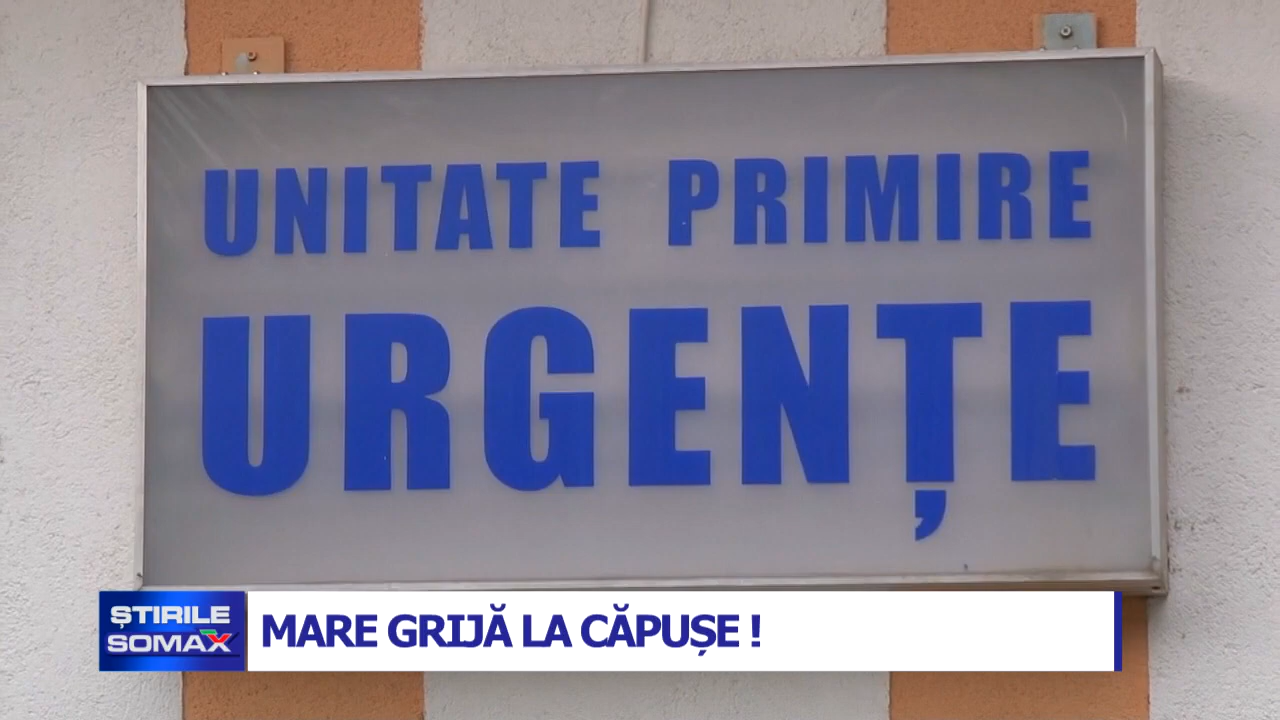 UNITATE PRIMIRE
URGENȚE
ȘTIRILE
SOMAX
MARE GRIJĂ LA CĂPUȘE !